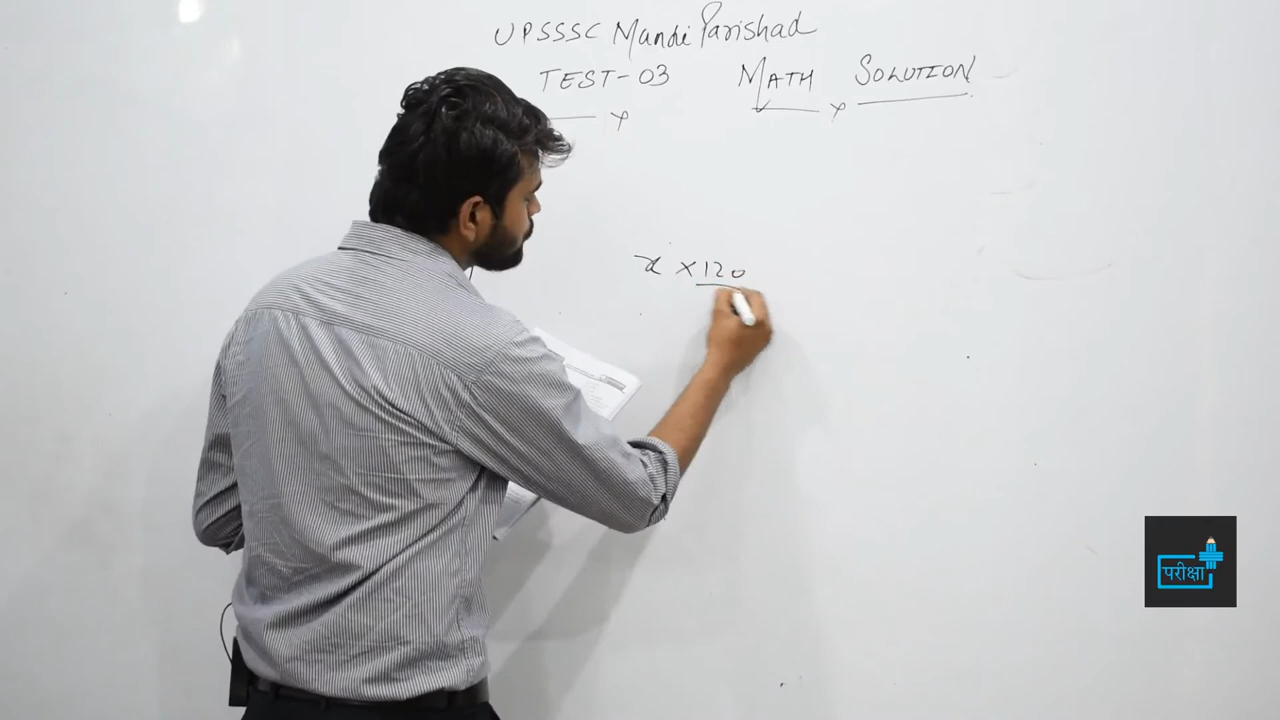 UPSSSC Mandi Parishad
TEST-03 MATH SOLUTION
x × 120
परीक्षा